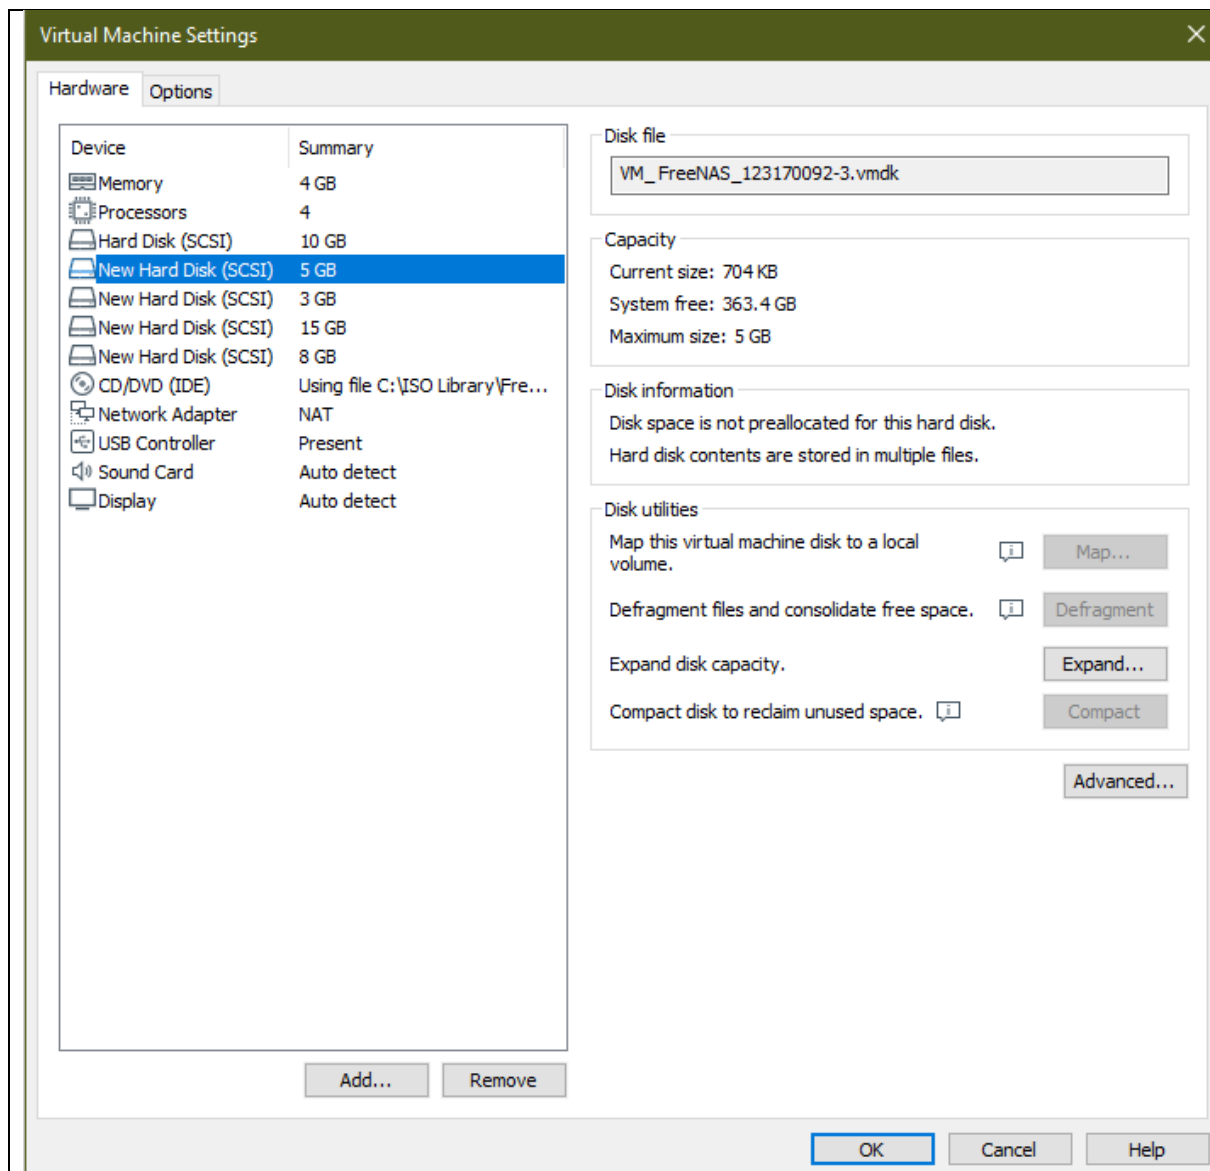 Virtual Machine Settings
Hardware Options
Device Summary
Memory 4 GB
Processors 4
Hard Disk (SCSI) 10 GB
New Hard Disk (SCSI) 5 GB
New Hard Disk (SCSI) 3 GB
New Hard Disk (SCSI) 15 GB
New Hard Disk (SCSI) 8 GB
CD/DVD (IDE) Using file C:\ISO Library\Fre...
Network Adapter NAT
USB Controller Present
Sound Card Auto detect
Display Auto detect
Add... Remove
Disk file
VM_FreeNAS_123170092-3.vmdk
Capacity
Current size: 704 KB
System free: 363.4 GB
Maximum size: 5 GB
Disk information
Disk space is not preallocated for this hard disk.
Hard disk contents are stored in multiple files.
Disk utilities
Map this virtual machine disk to a local
volume.
Map...
Defragment files and consolidate free space. Defragment
Expand disk capacity. Expand...
Compact disk to reclaim unused space. Compact
Advanced...
OK Cancel Help